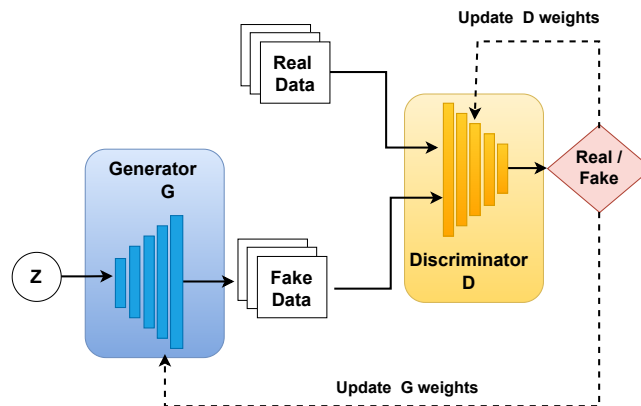 Update D weights
Real
Data
Generator
G
Real /
Fake
Z
Fake
Data
Discriminator
D
Update G weights